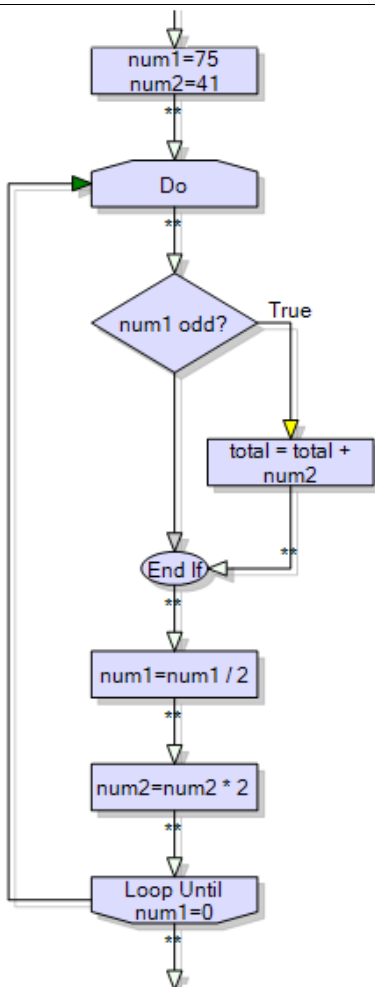 num1=75
num2=41
**
Do
**
num1 odd?
True
total = total +
num2
**
End If
**
num1=num1 / 2
**
num2=num2 * 2
**
Loop Until
num1=0
**